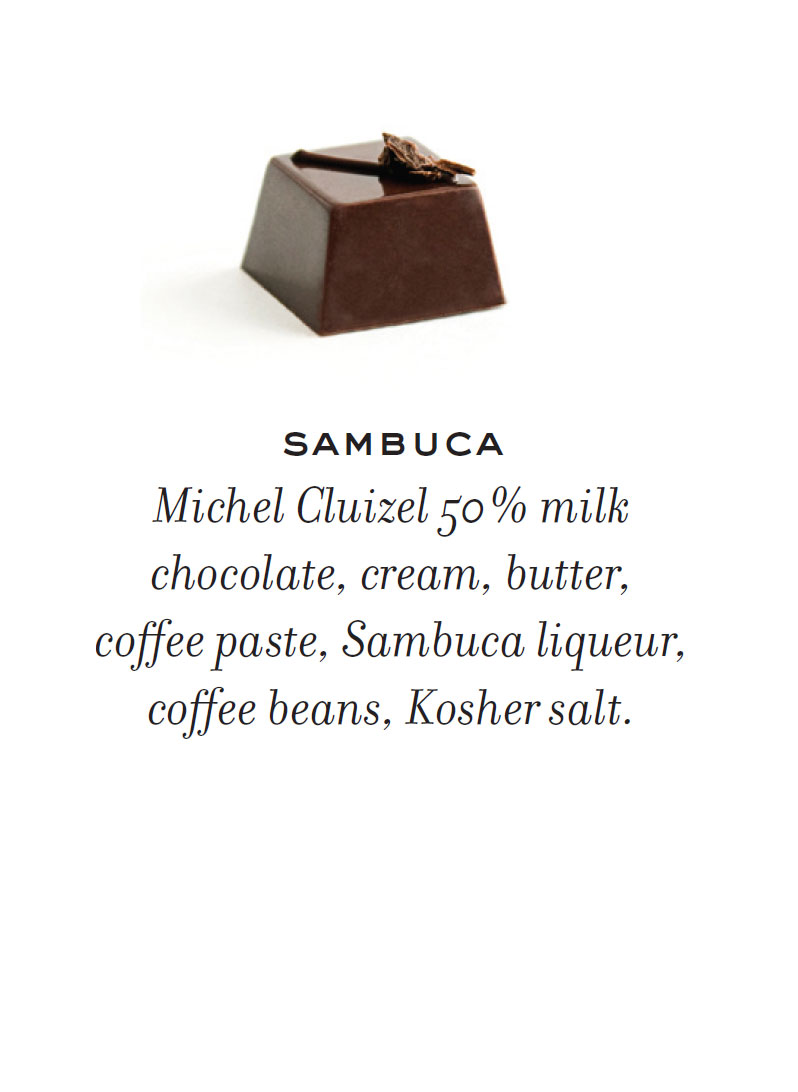 SAMBUCA
Michel Cluizel 50% milk
chocolate, cream, butter,
coffee paste, Sambuca liqueur,
coffee beans, Kosher salt.